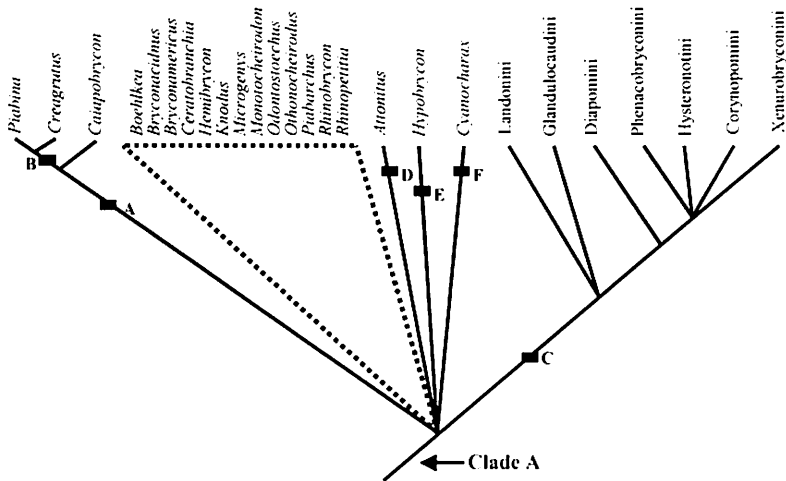 Piabina
Creagrutus
Caiapobrycon
Boehlkea
Bryconacidnus
Bryconamericus
Ceratobranchia
Hemibrycon
Knodus
Microgenys
Monotocheirodon
Odontostoechus
Othonocheirodus
Piabarchus
Rhinobrycon
Rhinopetitia
Attonitus
Hypobrycon
Cyanocharax
Landonini
Glandulocaudini
Diapomini
Phenacobryconini
Hysteronotini
Corynopomini
Xenurobryconini
B
A
D
E
F
C
Clade A